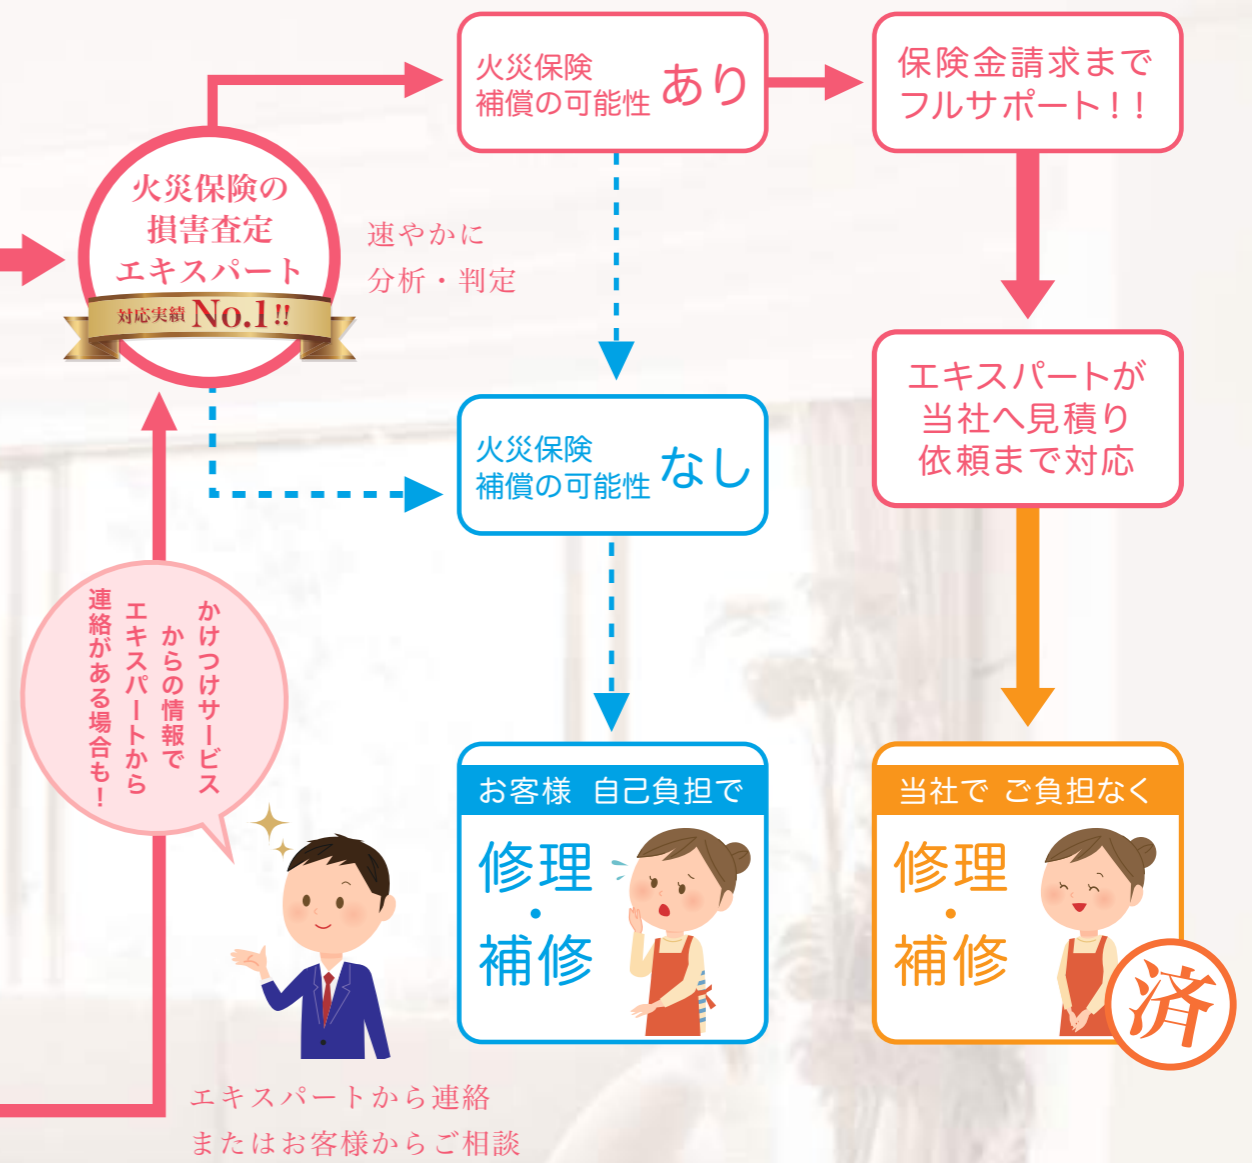 火災保険
補償の可能性 あり
保険金請求まで
フルサポート!!
火災保険の
損害査定
エキスパート
対応実績 No.1!!
速やかに
分析・判定
エキスパートが
当社へ見積り
依頼まで対応
火災保険
補償の可能性 なし
かけつけサービス
からの情報で
エキスパートから
連絡がある場合も!
お客様 自己負担で
修理
・
補修
当社で ご負担なく
修理
・
補修
済
エキスパートから連絡
またはお客様からご相談